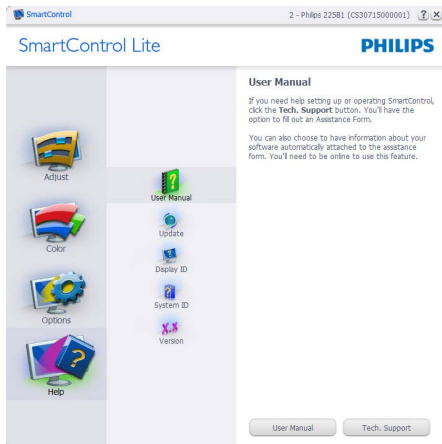 SmartControl
2 - Philips 225B1 (CS30715000001)
? X
SmartControl Lite
PHILIPS
Adjust
Color
Options
Help
User Manual
Update
Display ID
System ID
X.X
Version
User Manual
If you need help setting up or operating SmartControl,
click the Tech. Support button. You'll have the
option to fill out an Assistance Form.
You can also choose to have information about your
software automatically attached to the assistance
form. You'll need to be online to use this feature.
User Manual
Tech. Support